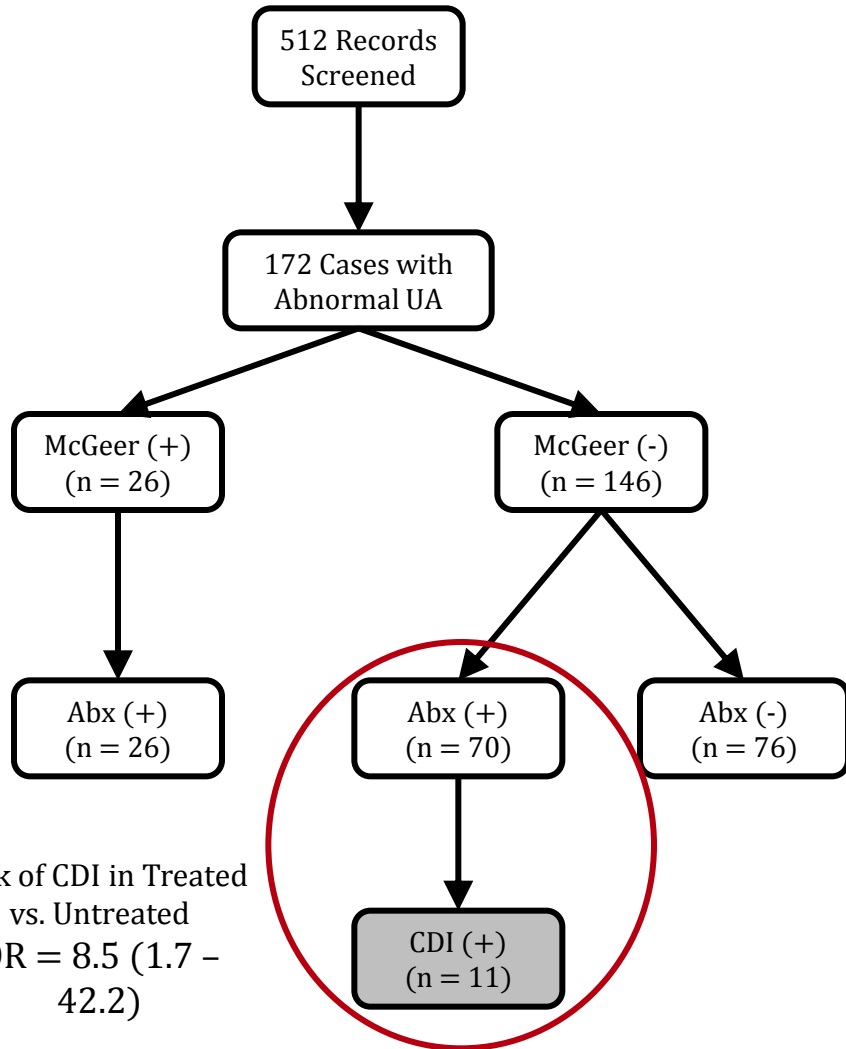 512 Records
Screened
172 Cases with
Abnormal UA
McGeer (+)
(n = 26)
McGeer (-)
(n = 146)
Abx (+)
(n = 26)
Abx (+)
(n = 70)
Abx (-)
(n = 76)
of CDI in Treated
vs. Untreated
= 8.5 (1.7 –
42.2)
CDI (+)
(n = 11)